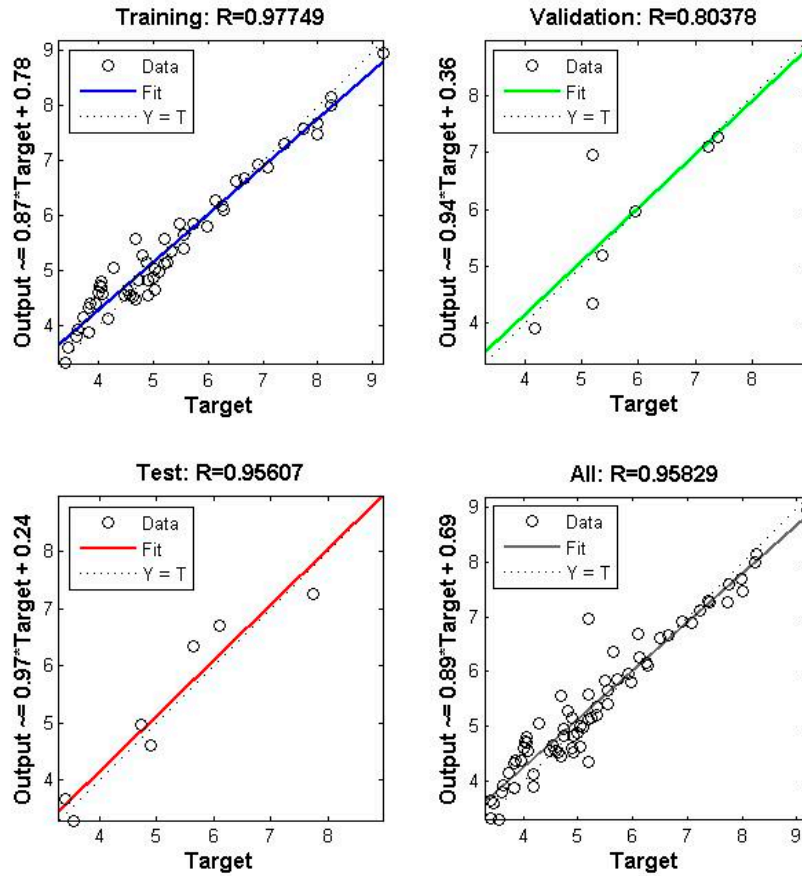 Training: R=0.97749
Output ~= 0.87*Target + 0.78
9
8
7
6
5
4
Data
Fit
Y = T
4 5 6 7 8 9
Target
Validation: R=0.80378
Output ~= 0.94*Target + 0.36
9
8
7
6
5
4
Data
Fit
Y = T
4 5 6 7 8
Target
Test: R=0.95607
Output ~= 0.97*Target + 0.24
8
7
6
5
4
Data
Fit
Y = T
4 5 6 7 8
Target
All: R=0.95829
Output ~= 0.89*Target + 0.69
9
8
7
6
5
4
Data
Fit
Y = T
4 5 6 7 8 9
Target